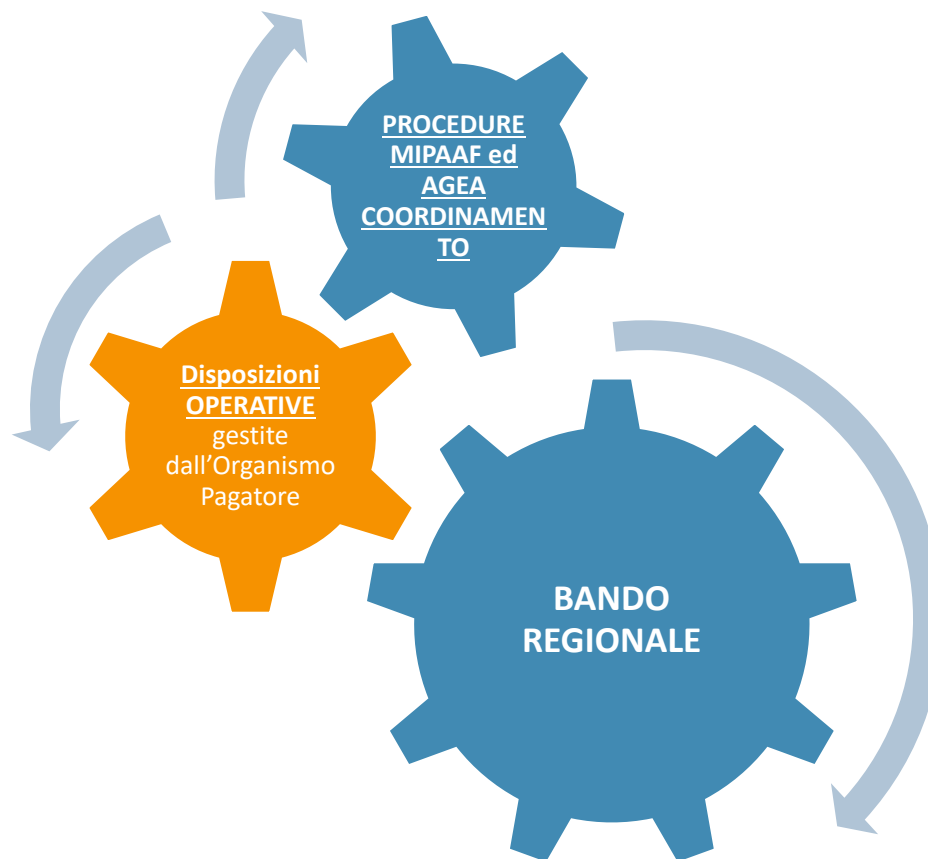 PROCEDURE
MIPAAF ed
AGEA
COORDINAMEN
TO
Disposizioni
OPERATIVE
gestite
dall’Organismo
Pagatore
BANDO
REGIONALE